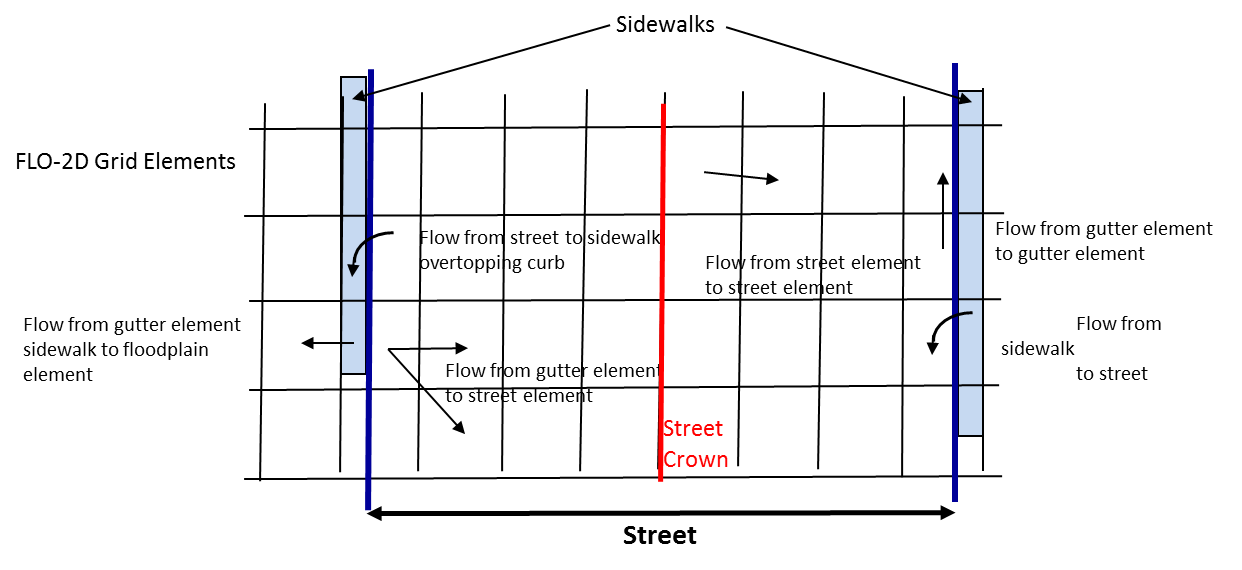 Sidewalks
FLO-2D Grid Elements
Flow from street to sidewalk
overtopping curb
Flow from street element
to street element
Flow from gutter element
to gutter element
Flow from gutter element
sidewalk to floodplain
element
Flow from gutter element
to street element
Flow from
sidewalk
to street
Street
Crown
Street